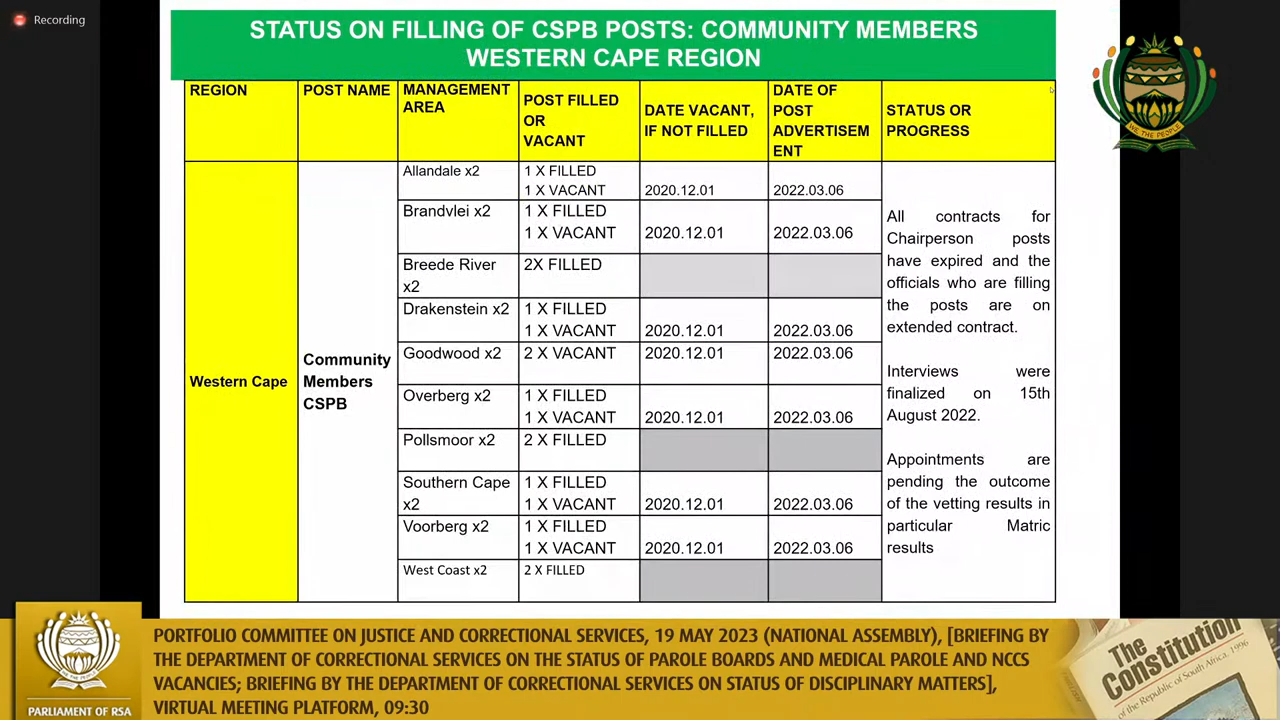 Recording
STATUS ON FILLING OF CSPB POSTS: COMMUNITY MEMBERS
WESTERN CAPE REGION
REGION
POST NAME
MANAGEMENT
AREA
POST FILLED
OR
VACANT
DATE VACANT,
IF NOT FILLED
DATE OF
POST
ADVERTISEM
ENT
STATUS OR
PROGRESS
Western Cape
Community
Members
CSPB
Allandale x2
1 X FILLED
1 X VACANT
2020.12.01
2022.03.06
Brandvlei x2
1 X FILLED
1 X VACANT
2020.12.01
2022.03.06
Breede River
x2
2X FILLED
Drakenstein x2
1 X FILLED
1 X VACANT
2020.12.01
2022.03.06
Goodwood x2
2 X VACANT
2020.12.01
2022.03.06
Overberg x2
1 X FILLED
1 X VACANT
2020.12.01
2022.03.06
Pollsmoor x2
2 X FILLED
Southern Cape
x2
1 X FILLED
1 X VACANT
2020.12.01
2022.03.06
Voorberg x2
1 X FILLED
1 X VACANT
2020.12.01
2022.03.06
West Coast x2
2 X FILLED
All contracts for
Chairperson posts
have expired and the
officials who are filling
the posts are on
extended contract.
Interviews were
finalized on 15th
August 2022.
Appointments are
pending the outcome
of the vetting results in
particular Matric
results
WE, THE PEOPLE
PARLIAMENT OF RSA
PORTFOLIO COMMITTEE ON JUSTICE AND CORRECTIONAL SERVICES, 19 MAY 2023 (NATIONAL ASSEMBLY), [BRIEFING BY
THE DEPARTMENT OF CORRECTIONAL SERVICES ON THE STATUS OF PAROLE BOARDS AND MEDICAL PAROLE AND NCCS
VACANCIES; BRIEFING BY THE DEPARTMENT OF CORRECTIONAL SERVICES ON STATUS OF DISCIPLINARY MATTERS],
VIRTUAL MEETING PLATFORM, 09:30
The
Constitution
of the Republic of South Africa, 1996